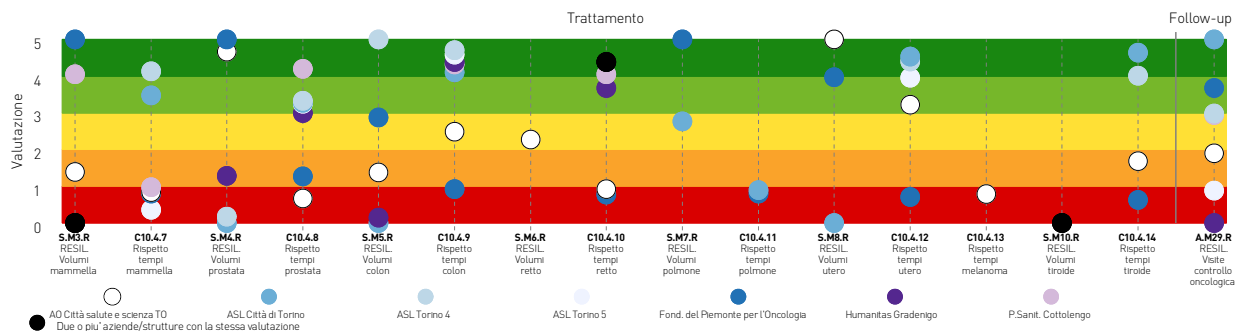 Trattamento
Follow-up
Valutazione
5
4
3
2
1
0
S.M3.R
RESIL.
Volumi
mammella
C10.4.7
Rispetto
tempi
mammella
S.M4.R
RESIL.
Volumi
prostata
C10.4.8
Rispetto
tempi
prostata
S.M5.R
RESIL.
Volumi
colon
C10.4.9
Rispetto
tempi
colon
S.M6.R
RESIL.
Volumi
retto
C10.4.10
Rispetto
tempi
retto
S.M7.R
RESIL.
Volumi
polmone
C10.4.11
Rispetto
tempi
polmone
S.M8.R
RESIL.
Volumi
utero
C10.4.12
Rispetto
tempi
utero
C10.4.13
Rispetto
tempi
melanoma
S.M10.R
RESIL.
Volumi
tiroide
C10.4.14
Rispetto
tempi
tiroide
A.M29.R
RESIL.
Visite
controllo
oncologica
AO Città salute e scienza TO
ASL Città di Torino
ASL Torino 4
ASL Torino 5
Fond. del Piemonte per l'Oncologia
Humanitas Gradenigo
P.Sanit. Cottolengo
Due o piu' aziende/strutture con la stessa valutazione